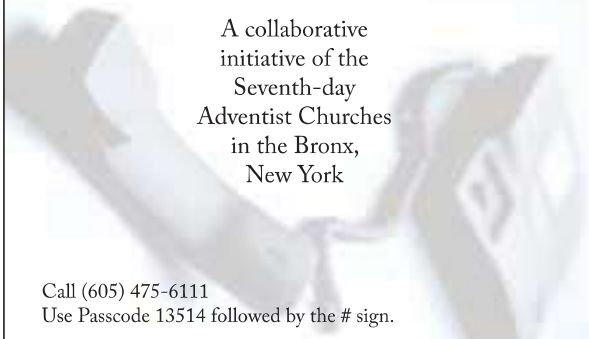 A collaborative
initiative of the
Seventh-day
Adventist Churches
in the Bronx,
New York
Call (605) 475-6111
Use Passcode 13514 followed by the # sign.